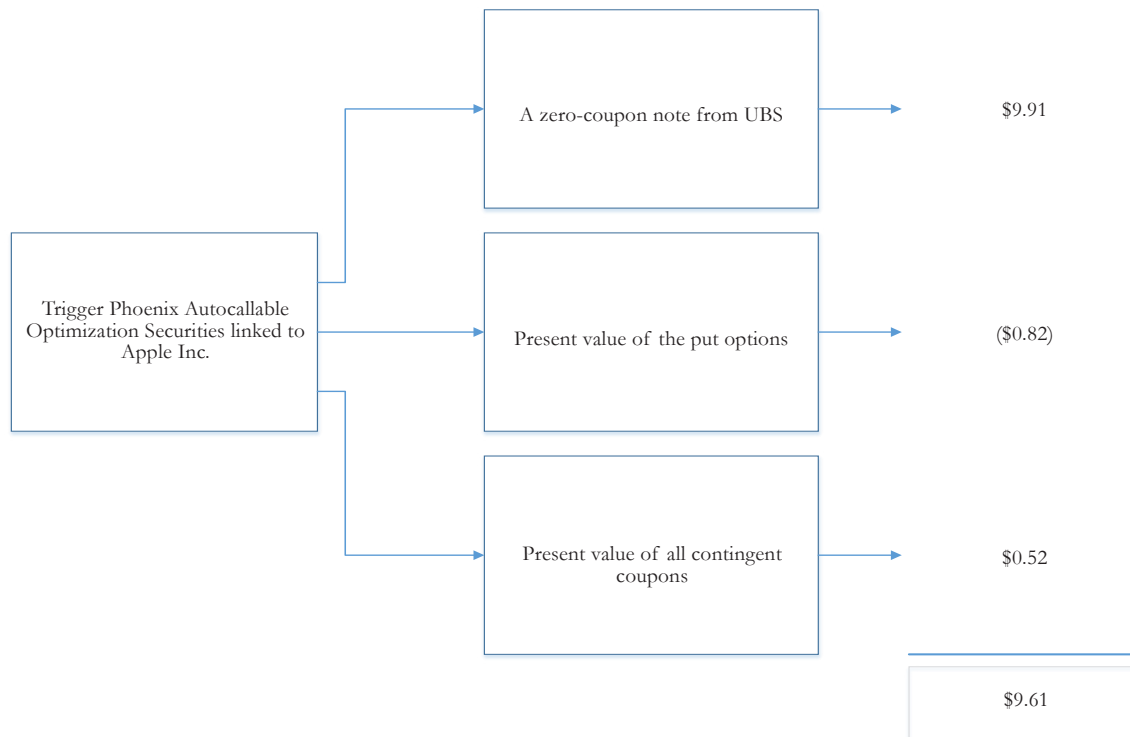 A zero-coupon note from UBS
$9.91
Trigger Phoenix Autocallable
Optimization Securities linked to
Apple Inc.
Present value of the put options
($0.82)
Present value of all contingent
coupons
$0.52
$9.61